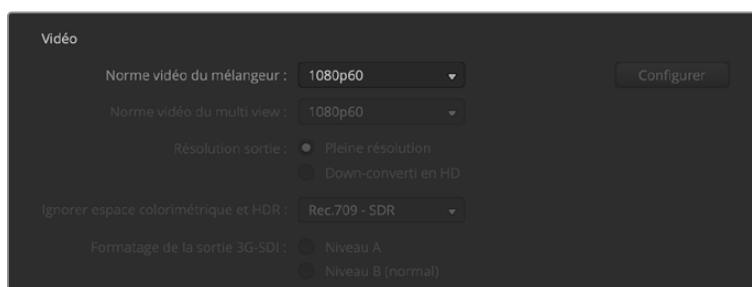 Vidéo
Norme vidéo du mélangeur : 1080p60 Configurer
Norme vidéo du multi view : 1080p60
Résolution sortie : Pleine résolution
Down-converti en HD
Ignorer espace colorimétrique et HDR : Rec.709 - SDR
Formatage de la sortie 3G-SDI : Niveau A
Niveau B (normal)